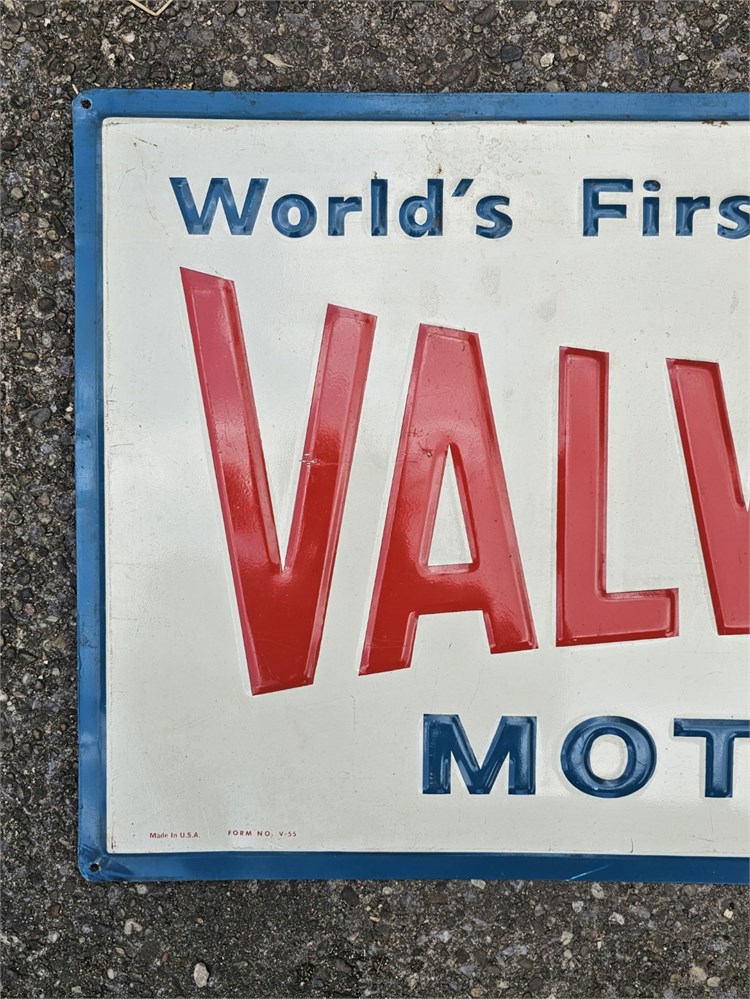 World's Firs
VALV
MOT
Made In U.S.A. FORM NO. V-55